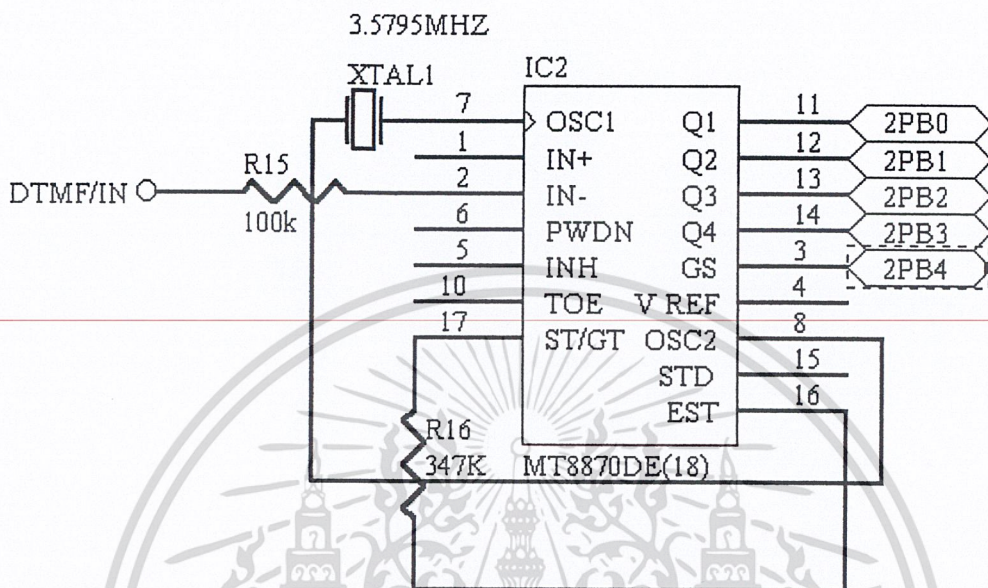 3.5795MHZ
XTAL1
IC2
7 OSC1 Q1 11 2PB0
1 IN+ Q2 12 2PB1
DTMF/IN R15 100k 2 IN- Q3 13 2PB2
6 PWDN Q4 14 2PB3
5 INH GS 3 2PB4
10 TOE V REF 4
17 ST/GT OSC2 8
STD 15
EST 16
R16
347K MT8870DE(18)